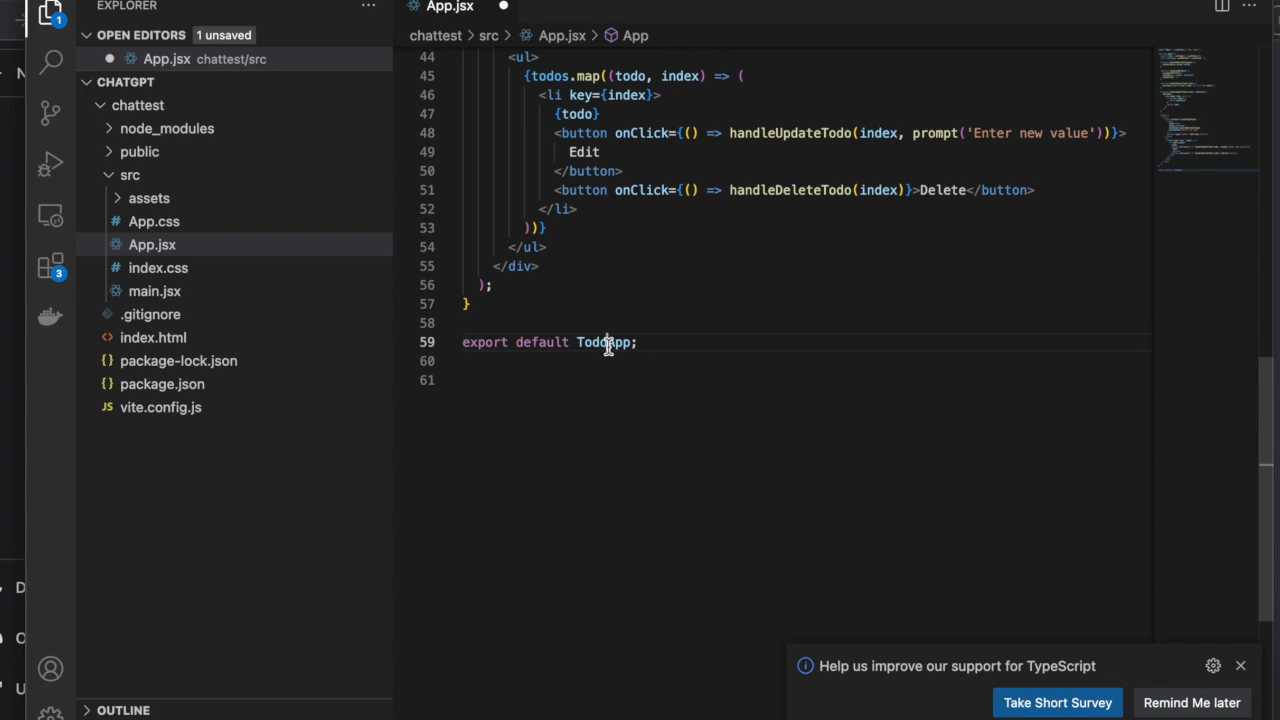 EXPLORER
1
OPEN EDITORS 1 unsaved
App.jsx chattest/src
CHATGPT
chattest
node_modules
public
src
assets
# App.css
App.jsx
# index.css
main.jsx
.gitignore
<> index.html
{} package-lock.json
{} package.json
JS vite.config.js
3
OUTLINE
App.jsx
chattest > src > App.jsx > App
44 <ul>
45 {todos.map((todo, index) => (
46 <li key={index}>
47 {todo}
48 <button onClick={() => handleUpdateTodo(index, prompt('Enter new value'))}>
49 Edit
50 </button>
51 <button onClick={() => handleDeleteTodo(index)}>Delete</button>
52 </li>
53 ))}
54 </ul>
55 </div>
56 );
57 }
58
59 export default TodoApp;
60
61
Help us improve our support for TypeScript
Take Short Survey Remind Me later